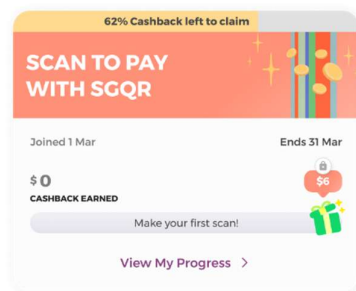 62% Cashback left to claim
SCAN TO PAY
WITH SGQR
Joined 1 Mar
Ends 31 Mar
$0
$6
CASHBACK EARNED
Make your first scan!
View My Progress >